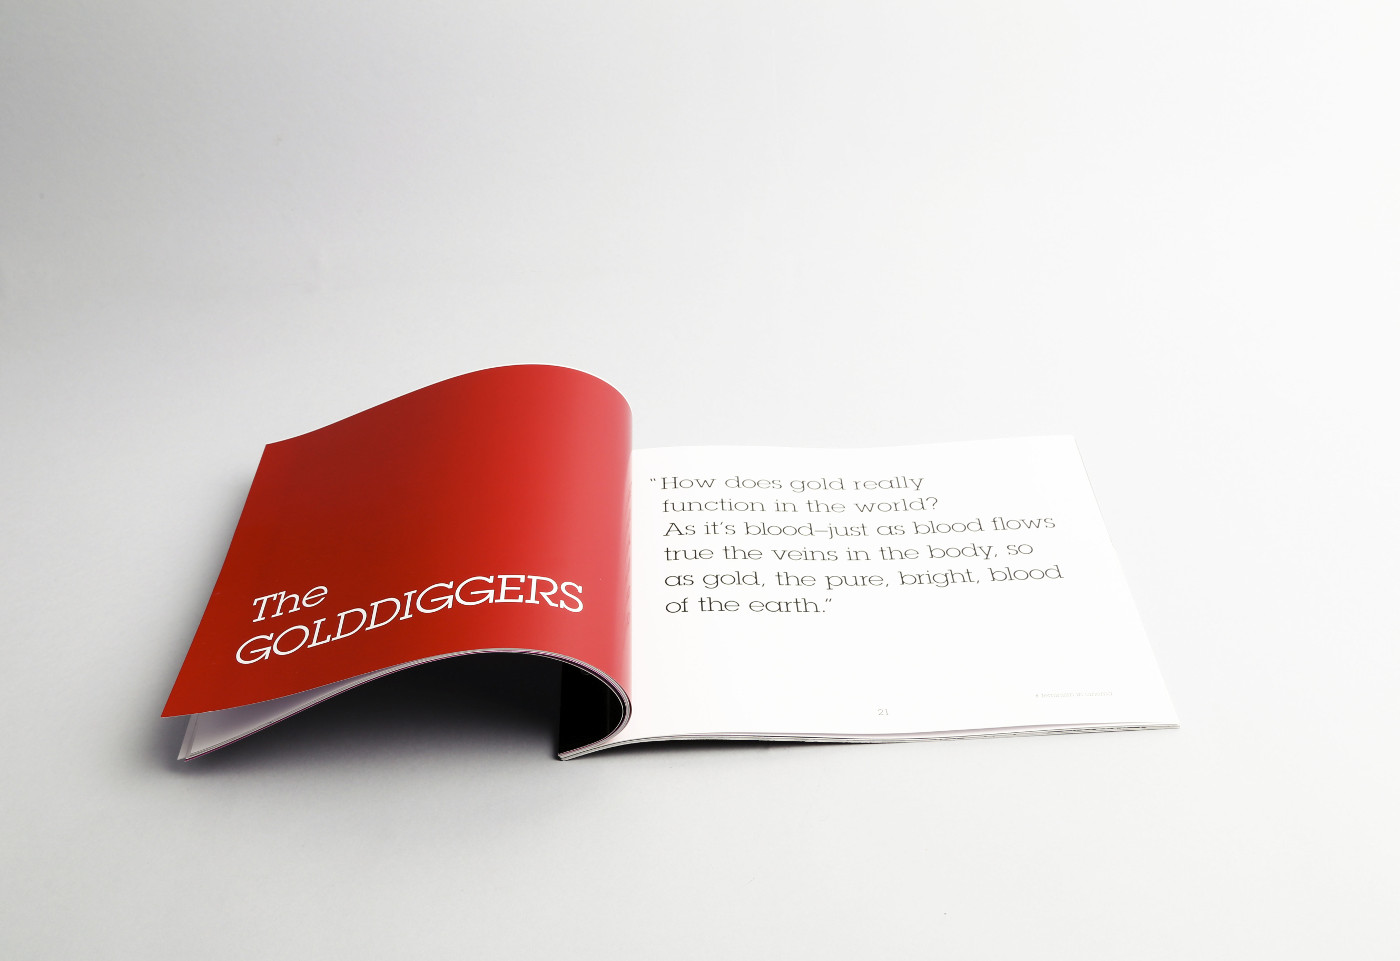 The
GOLDDIGGERS
“How does gold really
function in the world?
As it’s blood–just as blood flows
true the veins in the body, so
as gold, the pure, bright, blood
of the earth.”
21